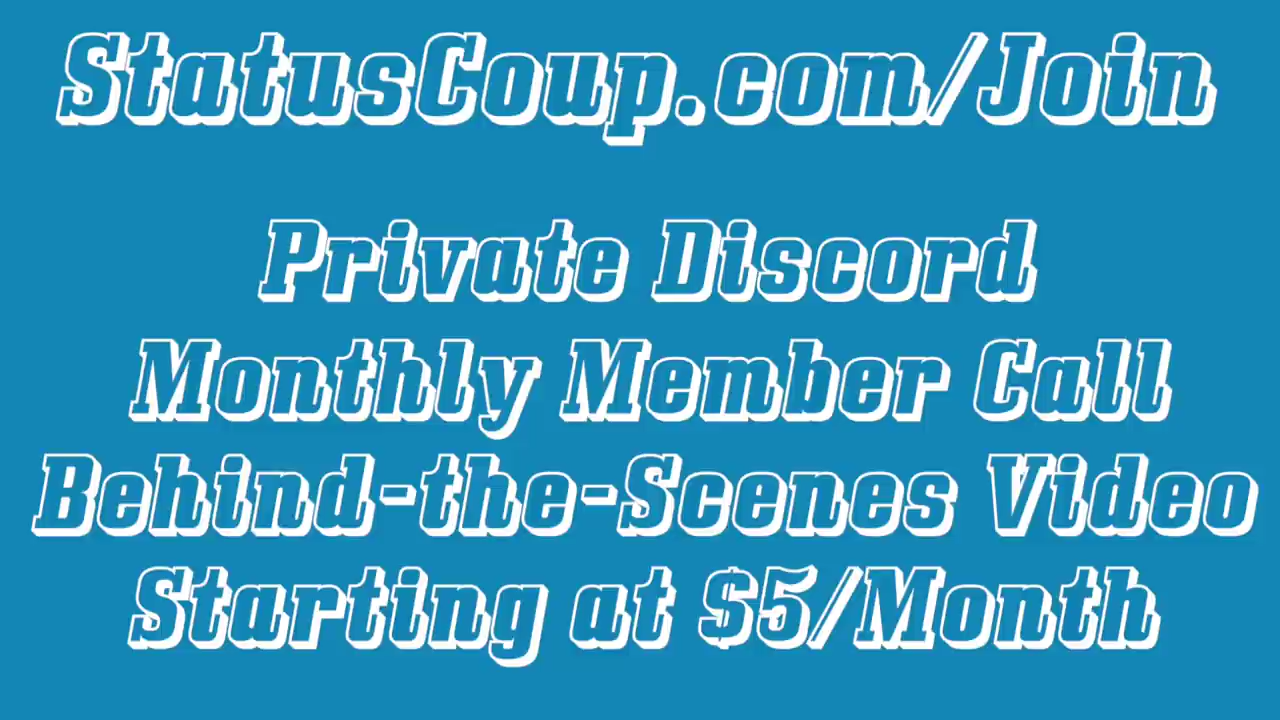 StatusCoup.com/Join
Private Discord
Monthly Member Call
Behind-the-Scenes Video
Starting at $5/Month